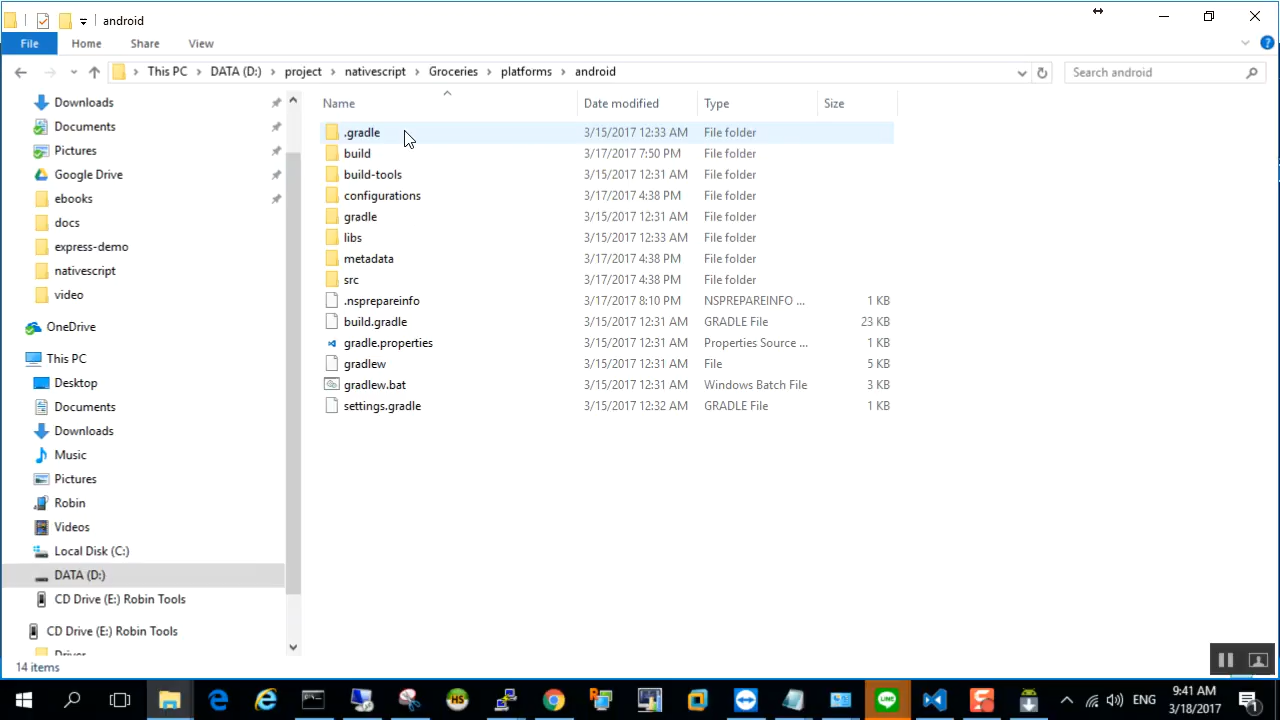 android
File Home Share View
This PC DATA (D:) project nativescript Groceries platforms android
Search android
Downloads
Documents
Pictures
Google Drive
ebooks
docs
express-demo
nativescript
video
OneDrive
This PC
Desktop
Documents
Downloads
Music
Pictures
Robin
Videos
Local Disk (C:)
DATA (D:)
CD Drive (E:) Robin Tools
CD Drive (E:) Robin Tools
14 items
Name Date modified Type Size
.gradle 3/15/2017 12:33 AM File folder
build 3/17/2017 7:50 PM File folder
build-tools 3/15/2017 12:31 AM File folder
configurations 3/17/2017 4:38 PM File folder
gradle 3/15/2017 12:31 AM File folder
libs 3/15/2017 12:33 AM File folder
metadata 3/17/2017 4:38 PM File folder
src 3/17/2017 4:38 PM File folder
.nsprepareinfo 3/17/2017 8:10 PM NSPREPAREINFO ... 1 KB
build.gradle 3/15/2017 12:31 AM GRADLE File 23 KB
gradle.properties 3/15/2017 12:31 AM Properties Source ... 1 KB
gradlew 3/15/2017 12:31 AM File 5 KB
gradlew.bat 3/15/2017 12:31 AM Windows Batch File 3 KB
settings.gradle 3/15/2017 12:32 AM GRADLE File 1 KB
HS
LINE
ENG
9:41 AM
3/18/2017
1